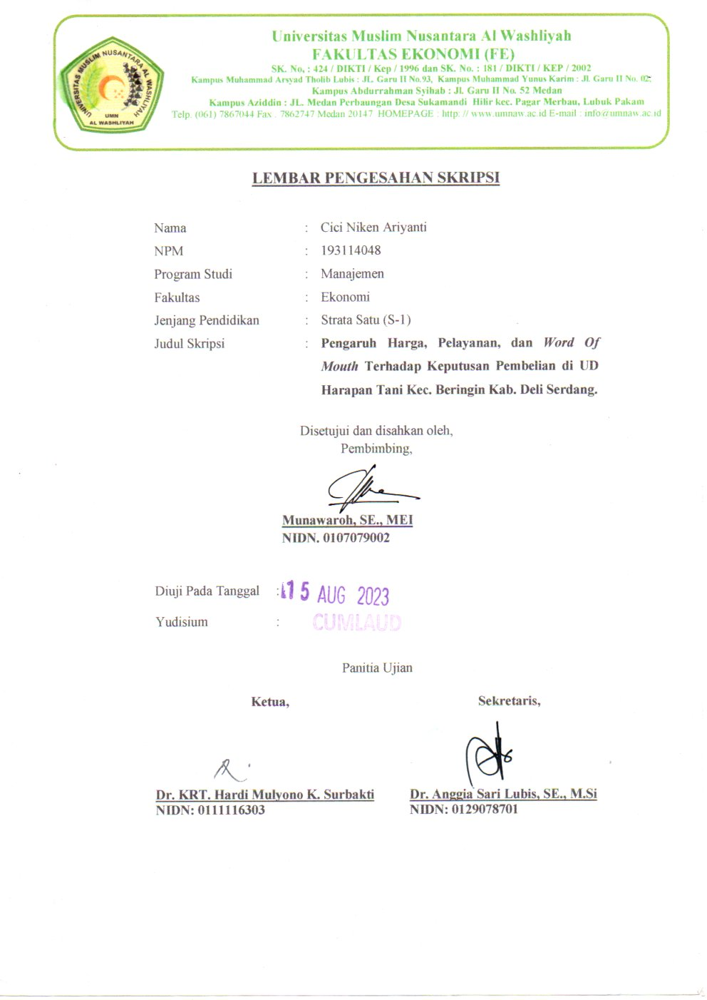 Universitas Muslim Nusantara Al Washliyah
FAKULTAS EKONOMI (FE)
SK. No, : 424 / DIKTI / Kep / 1996 dan SK. No. : 181 / DIKTI / KEP / 2002
Kampus Muhammad Arsyad Tholib Lubis : JL. Garu II No.93, Kampus Muhammad Yunus Karim : Jl. Garu II No. 02,
Kampus Abdurrahman Syihab : Jl. Garu II No. 52 Medan
Kampus Aziddin : JL. Medan Perbaungan Desa Sukamandi Hilir kec. Pagar Merbau, Lubuk Pakam
Telp. (061) 7867044 Fax . 7862747 Medan 20147 HOMEPAGE : http: // www.umnaw.ac.id E-mail : info@umnaw.ac.id
UNIVERSITAS MUSLIM NUSANTARA AL WASHLIYAH
UMN
AL WASHLIYAH
LEMBAR PENGESAHAN SKRIPSI
Nama : Cici Niken Ariyanti
NPM : 193114048
Program Studi : Manajemen
Fakultas : Ekonomi
Jenjang Pendidikan : Strata Satu (S-1)
Judul Skripsi : Pengaruh Harga, Pelayanan, dan Word Of
Mouth Terhadap Keputusan Pembelian di UD
Harapan Tani Kec. Beringin Kab. Deli Serdang.
Disetujui dan disahkan oleh,
Pembimbing,
Munawaroh, SE., MEI
NIDN. 0107079002
Diuji Pada Tanggal : 15 AUG 2023
Yudisium : CUMLAUD
Panitia Ujian
Ketua, Sekretaris,
Dr. KRT. Hardi Mulyono K. Surbakti Dr. Anggia Sari Lubis, SE., M.Si
NIDN: 0111116303 NIDN: 0129078701